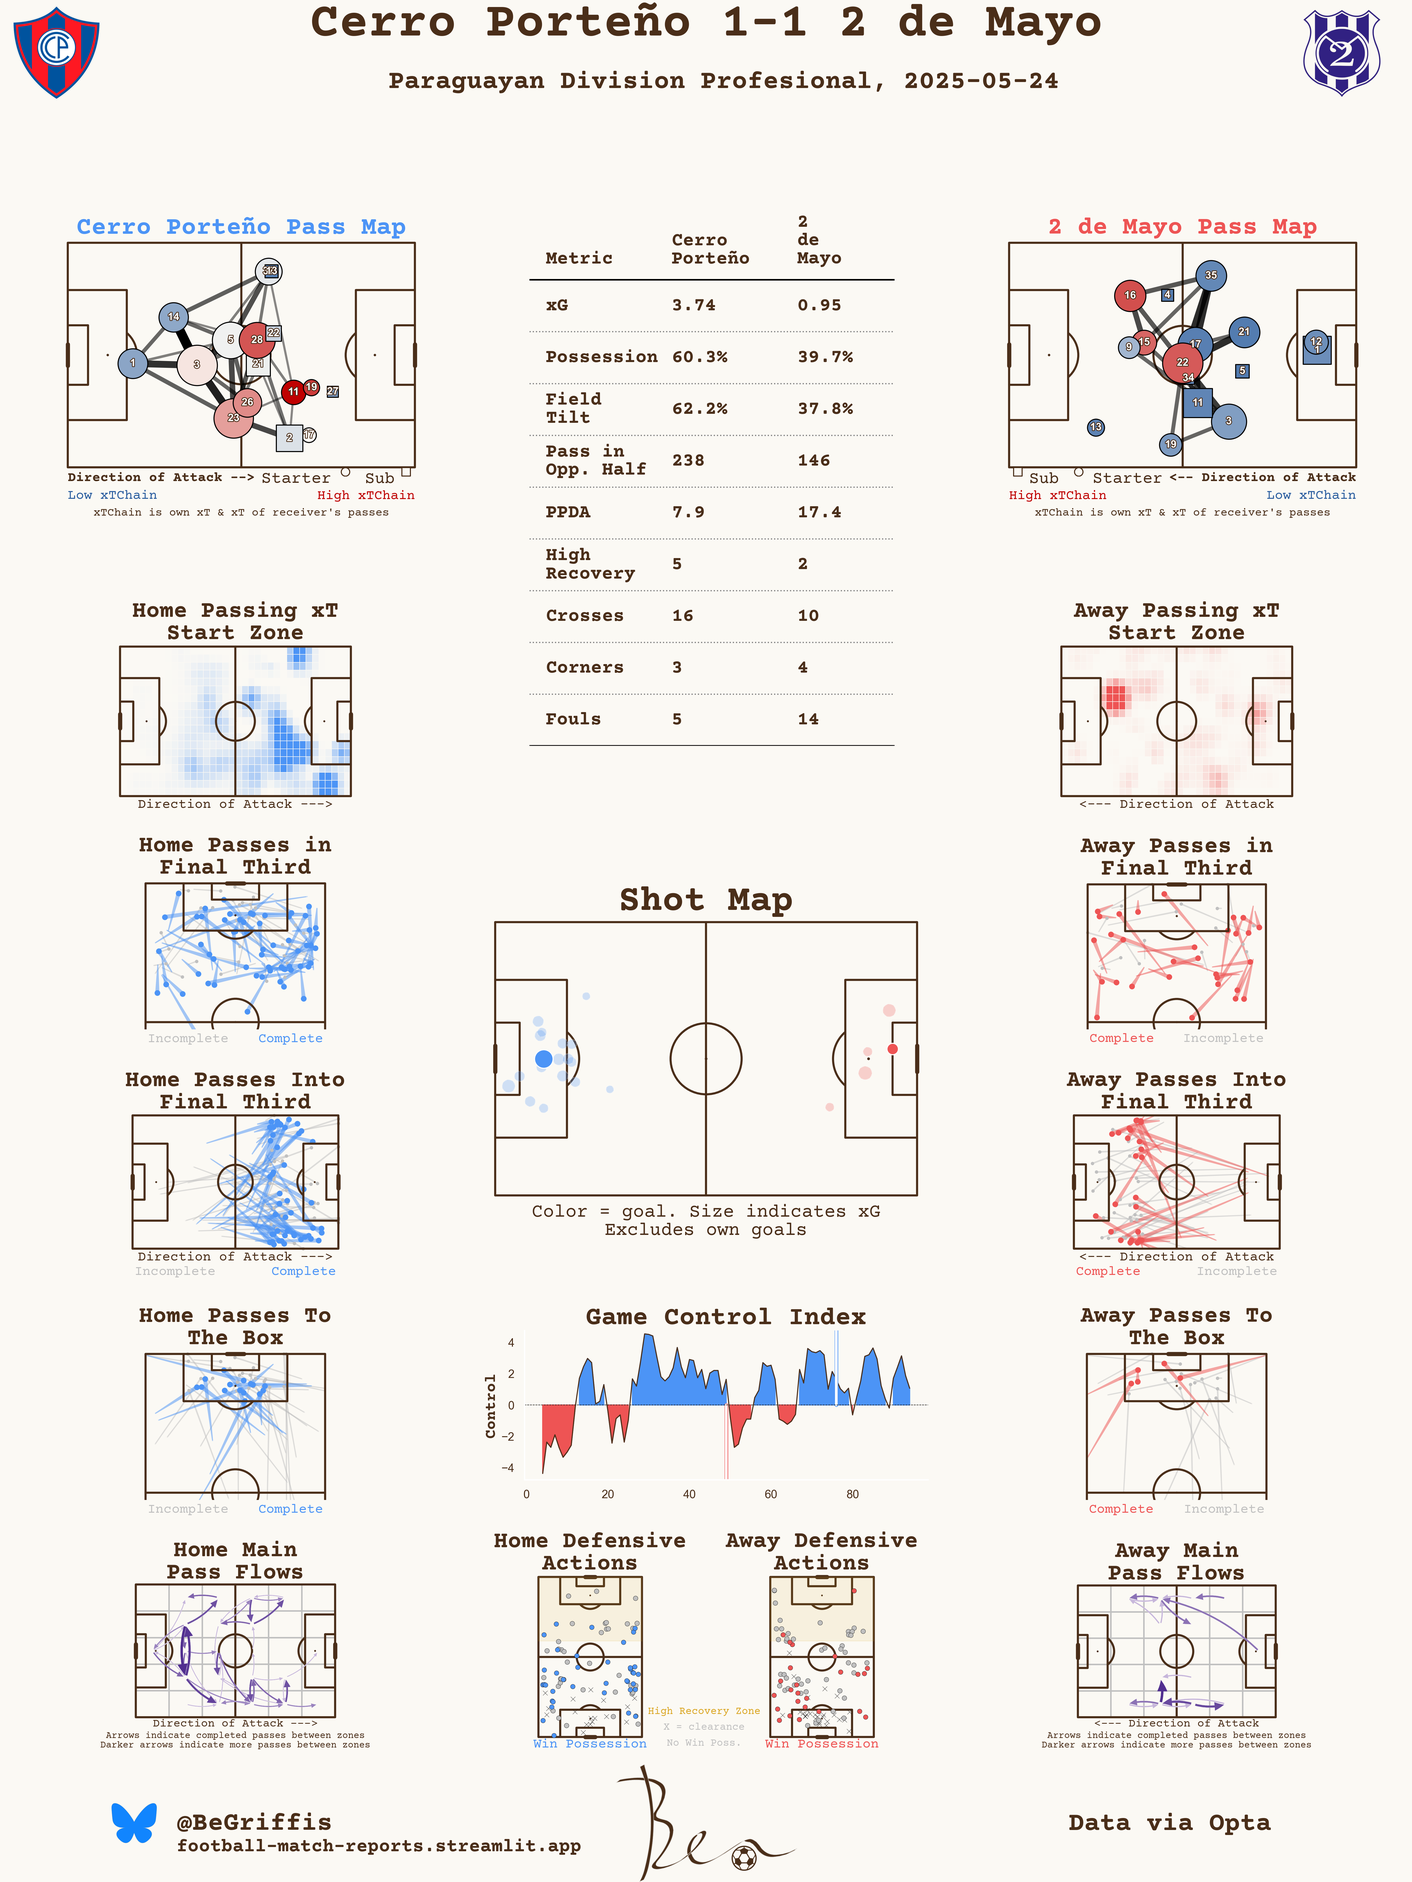 Cerro Porteño 1-1 2 de Mayo
Paraguayan Division Profesional, 2025-05-24
CCP
2
Cerro Porteño Pass Map
14
13
5
28
22
21
1
3
11
19
27
26
23
2
17
Direction of Attack --> Starter Sub
Low xTChain High xTChain
xTChain is own xT & xT of receiver's passes
Metric Cerro Porteño 2 de Mayo
xG 3.74 0.95
Possession 60.3% 39.7%
Field Tilt 62.2% 37.8%
Pass in Opp. Half 238 146
PPDA 7.9 17.4
High Recovery 5 2
Crosses 16 10
Corners 3 4
Fouls 5 14
2 de Mayo Pass Map
35
16
4
21
15
9
17
12
1
22
34
5
11
3
13
19
Sub Starter <-- Direction of Attack
High xTChain Low xTChain
xTChain is own xT & xT of receiver's passes
Home Passing xT
Start Zone
Direction of Attack --->
Away Passing xT
Start Zone
<--- Direction of Attack
Home Passes in
Final Third
Incomplete Complete
Away Passes in
Final Third
Complete Incomplete
Shot Map
Color = goal. Size indicates xG
Excludes own goals
Home Passes Into
Final Third
Direction of Attack --->
Incomplete Complete
Away Passes Into
Final Third
<--- Direction of Attack
Complete Incomplete
Home Passes To
The Box
Incomplete Complete
Game Control Index
Control
4
2
0
−2
−4
0 20 40 60 80
Away Passes To
The Box
Complete Incomplete
Home Main
Pass Flows
Direction of Attack --->
Arrows indicate completed passes between zones
Darker arrows indicate more passes between zones
Home Defensive
Actions
Win Possession
High Recovery Zone
X = clearance
No Win Poss.
Away Defensive
Actions
Win Possession
Away Main
Pass Flows
<--- Direction of Attack
Arrows indicate completed passes between zones
Darker arrows indicate more passes between zones
@BeGriffis
football-match-reports.streamlit.app
Ben
Data via Opta